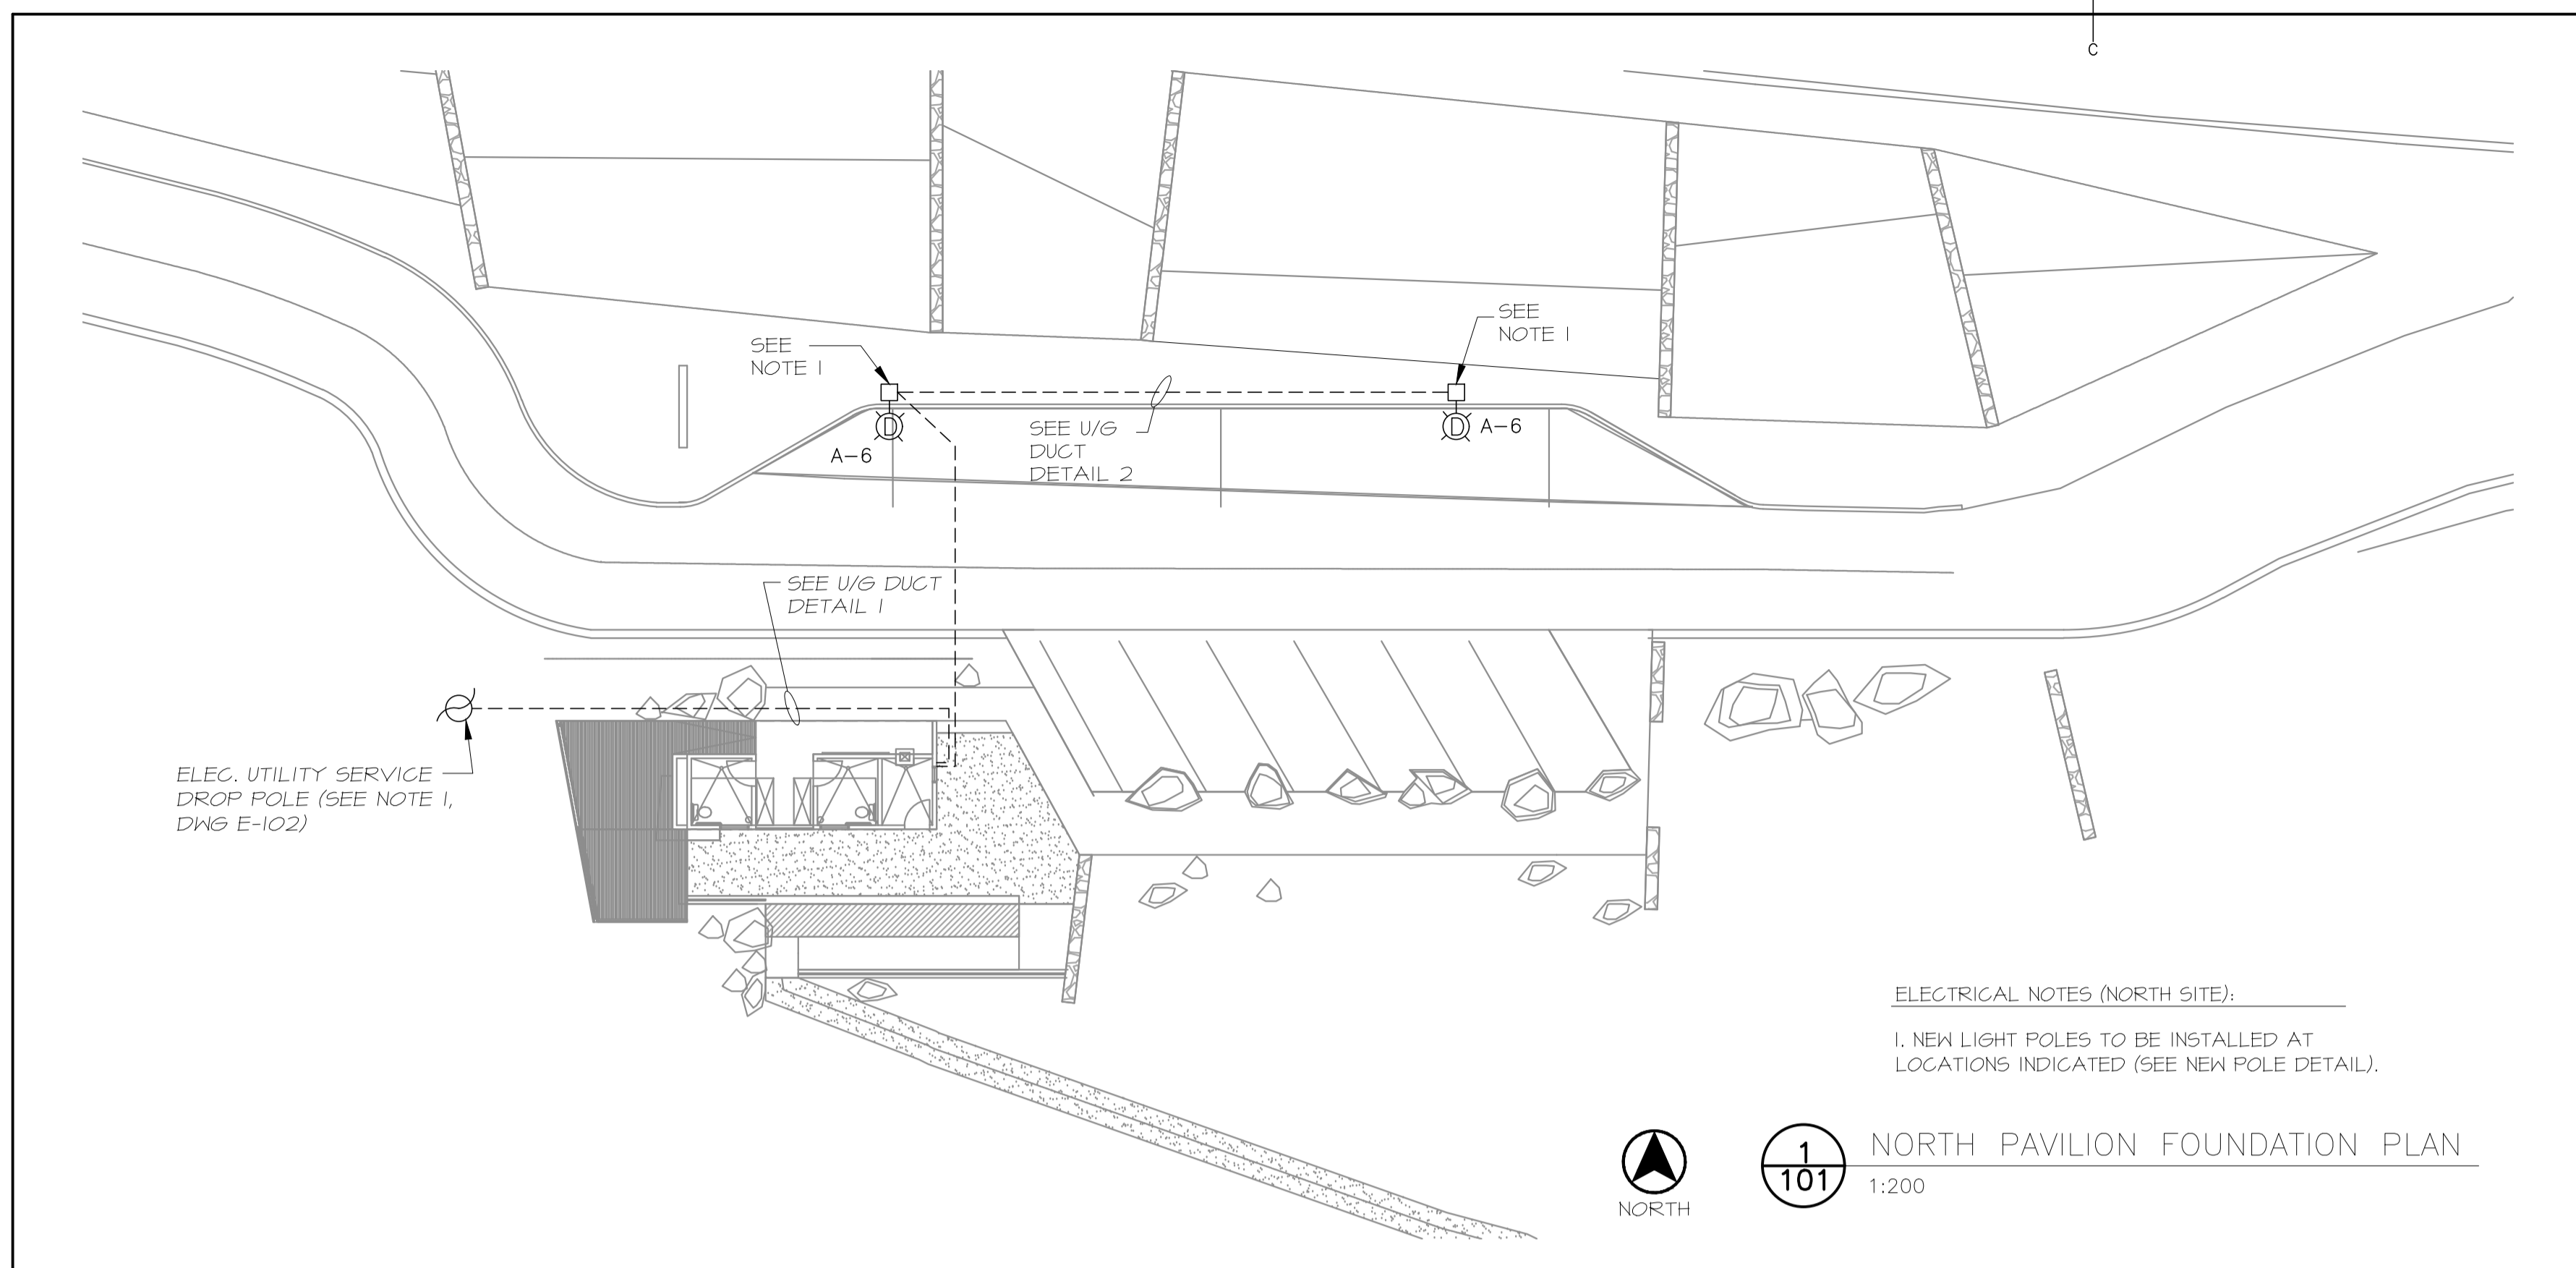 C
SEE
NOTE 1
SEE
NOTE 1
D
A-6
D
A-6
SEE U/G
DUCT
DETAIL 2
SEE U/G DUCT
DETAIL 1
ELEC. UTILITY SERVICE
DROP POLE (SEE NOTE 1,
DWG E-102)
ELECTRICAL NOTES (NORTH SITE):
1. NEW LIGHT POLES TO BE INSTALLED AT
LOCATIONS INDICATED (SEE NEW POLE DETAIL).
NORTH
1
101
NORTH PAVILION FOUNDATION PLAN
1:200